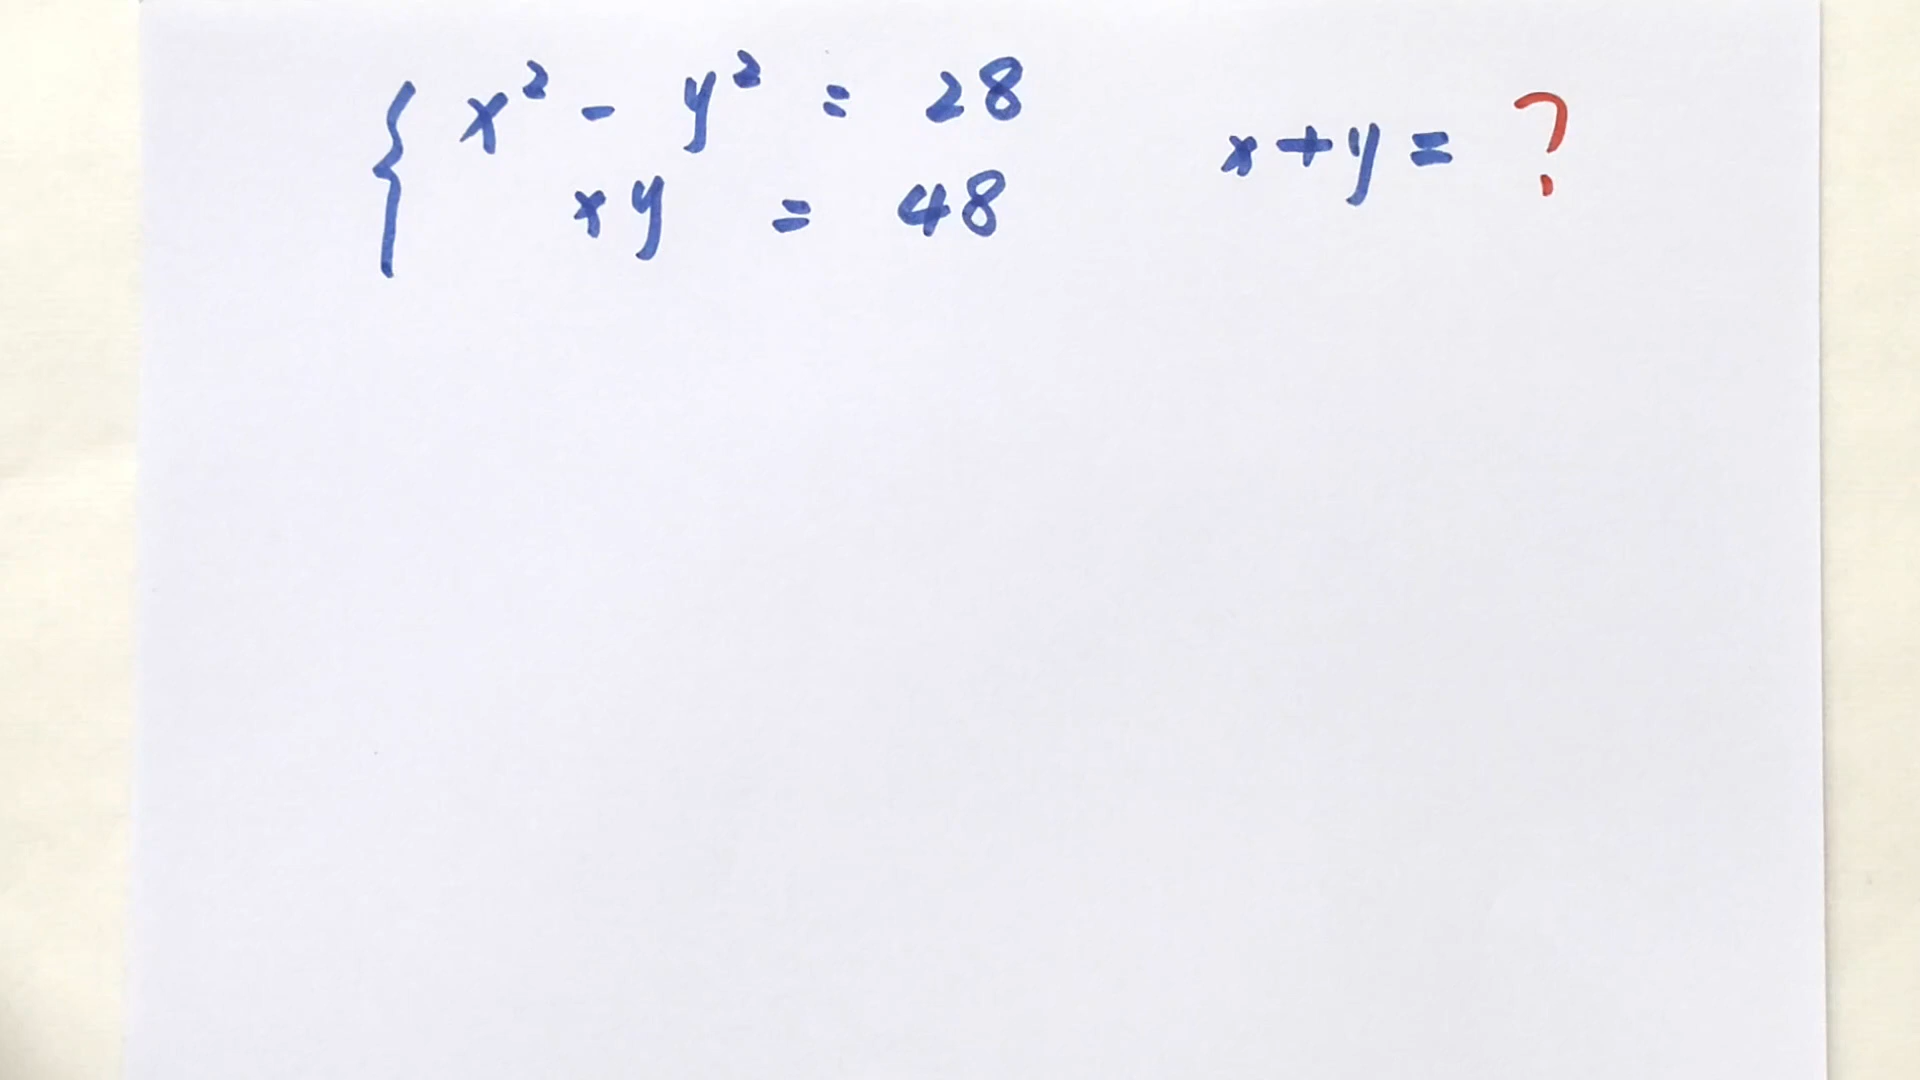 x² - y² = 28
xy = 48
x+y = ?